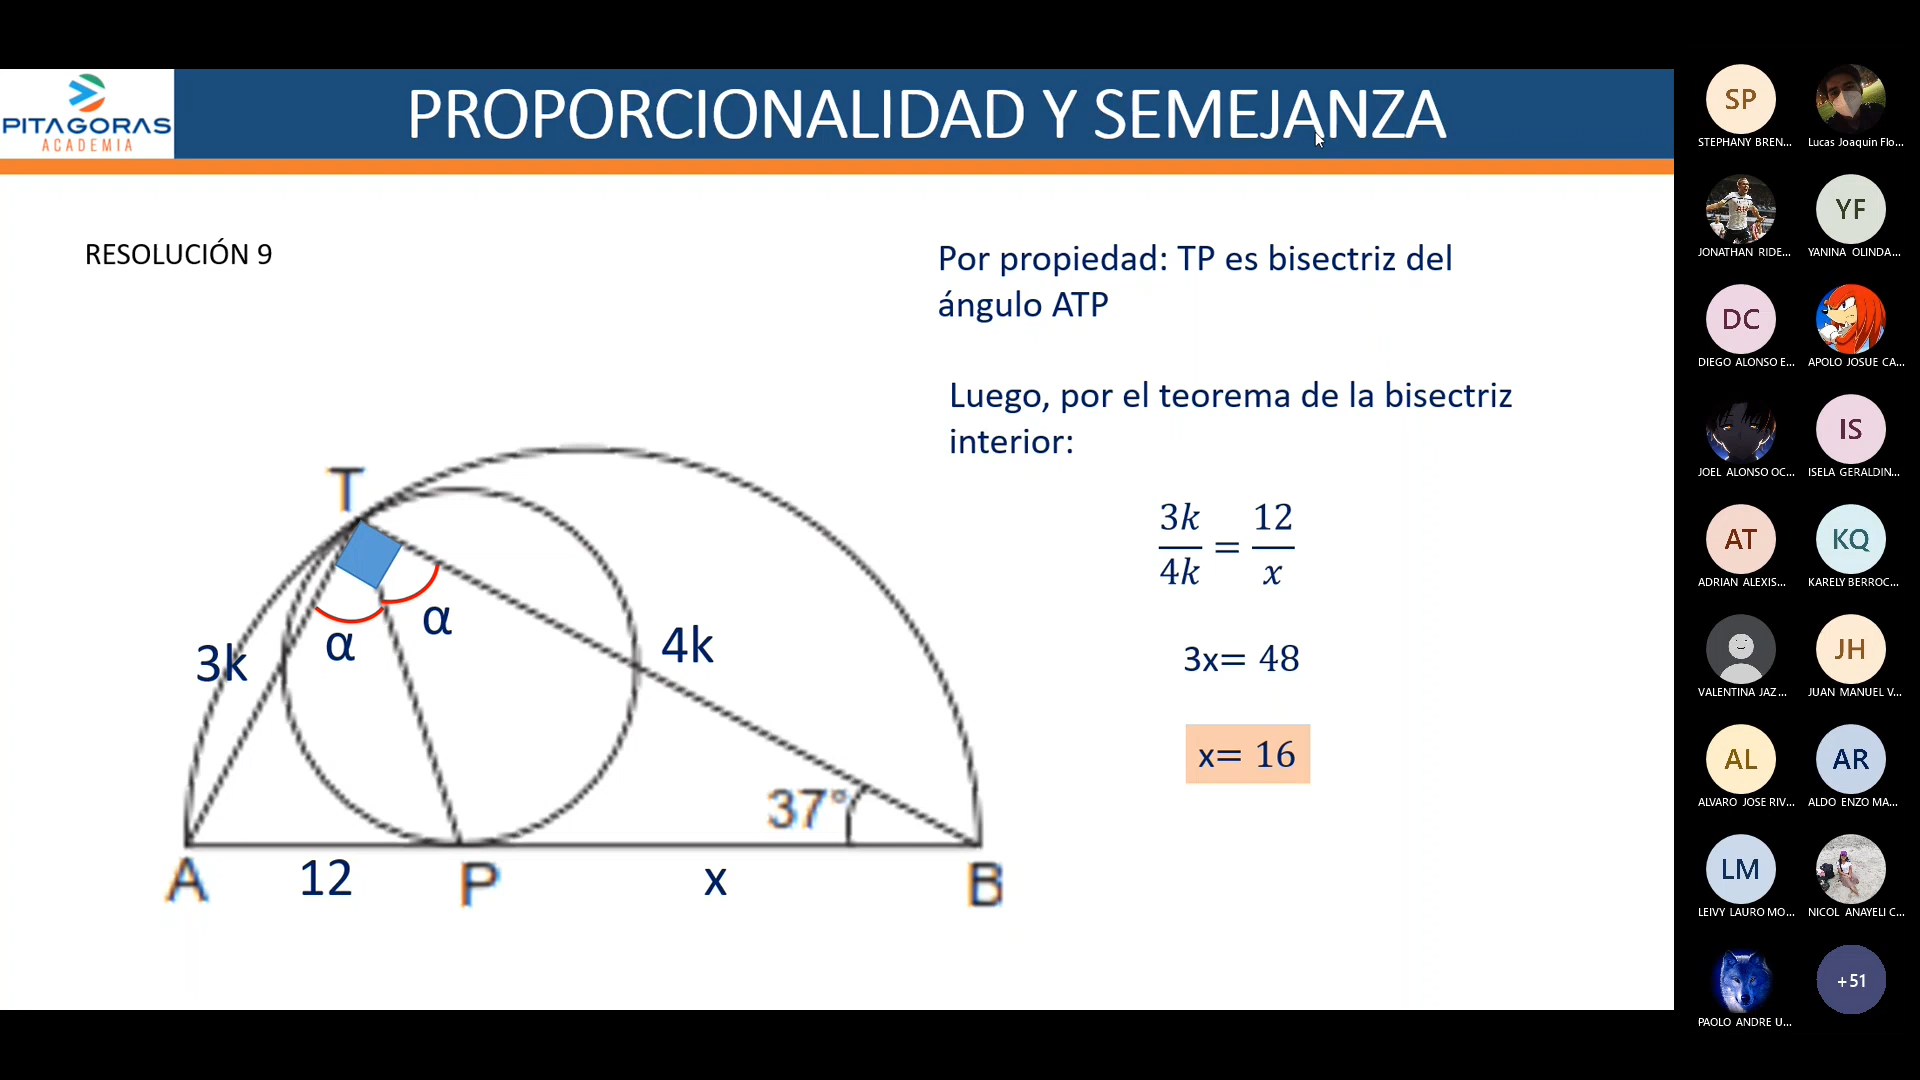 PITAGORAS
ACADEMIA
PROPORCIONALIDAD Y SEMEJANZA
RESOLUCIÓN 9
Por propiedad: TP es bisectriz del
ángulo ATP
Luego, por el teorema de la bisectriz
interior:
3k/4k = 12/x
3x= 48
x= 16
T
3k
α
α
4k
37°
A
12
P
x
B
SP
STEPHANY BREN...
Lucas Joaquin Flo...
JONATHAN RIDE...
YF
YANINA OLINDA...
DC
DIEGO ALONSO E...
APOLO JOSUE CA...
JOEL ALONSO OC...
IS
ISELA GERALDIN...
AT
ADRIAN ALEXIS...
KQ
KARELY BERROC...
VALENTINA JAZ...
JH
JUAN MANUEL V...
AL
ALVARO JOSE RIV...
AR
ALDO ENZO MA...
LM
LEIVY LAURO MO...
NICOL ANAYELI C...
PAOLO ANDRE U...
+51